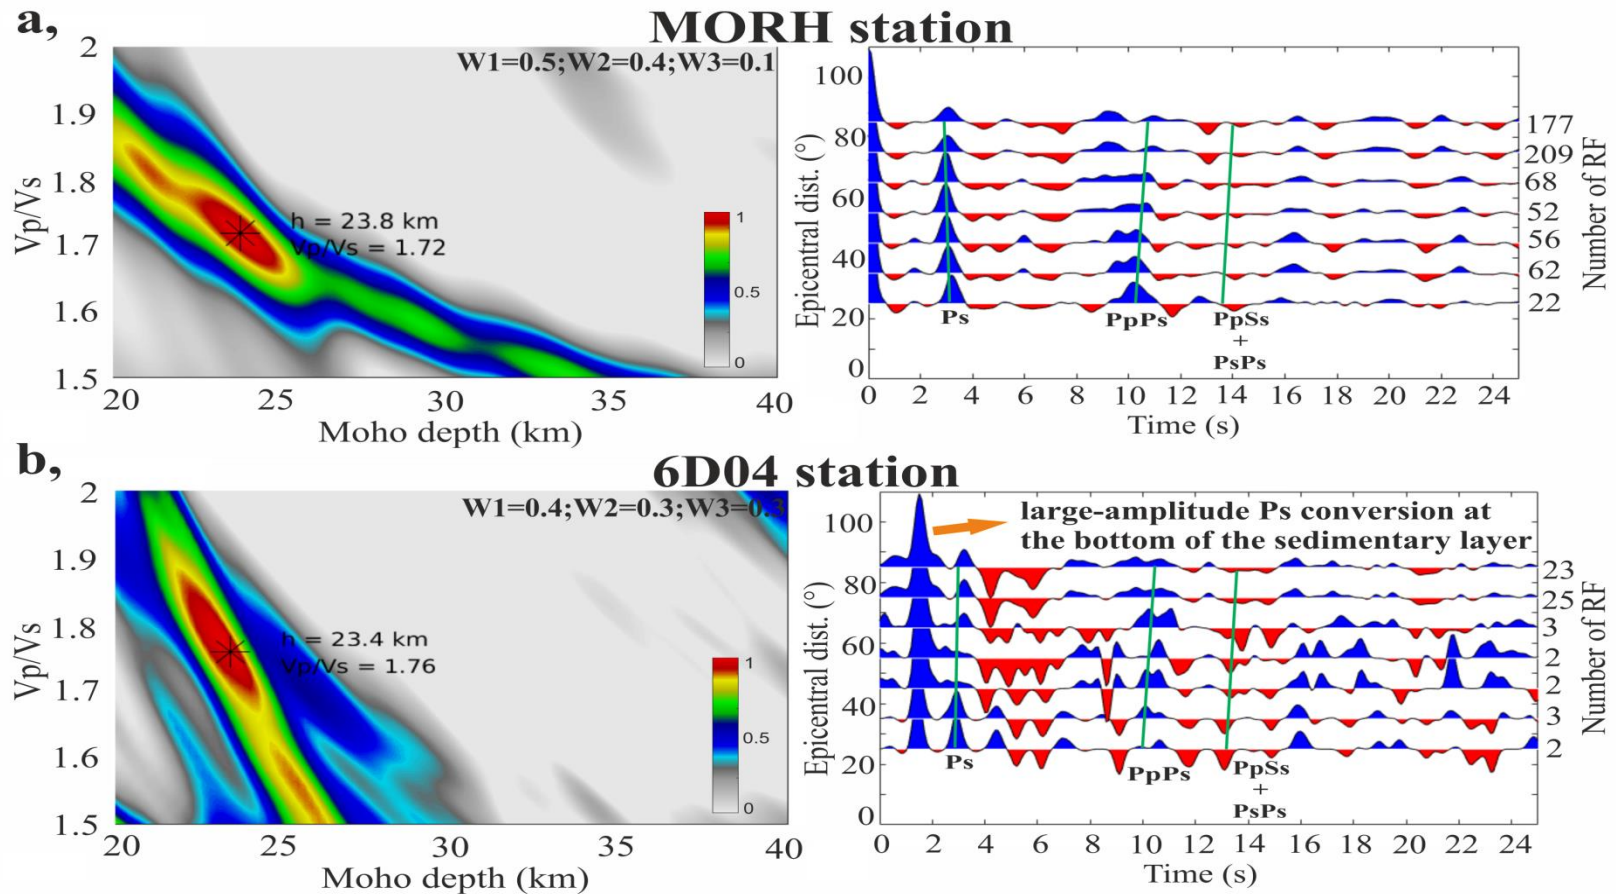 a,
MORH station
W1=0.5;W2=0.4;W3=0.1
2
1.9
1.8
1.7
1.6
1.5
Vp/Vs
h = 23.8 km
Vp/Vs = 1.72
1
0.5
0
20 25 30 35 40
Moho depth (km)
100
80
60
40
20
0
Epicentral dist. (°)
177
209
68
52
56
62
22
Number of RF
Ps
PpPs
PpSs
+
PsPs
0 2 4 6 8 10 12 14 16 18 20 22 24
Time (s)
b,
6D04 station
W1=0.4;W2=0.3;W3=0.3
2
1.9
1.8
1.7
1.6
1.5
Vp/Vs
h = 23.4 km
Vp/Vs = 1.76
1
0.5
0
20 25 30 35 40
Moho depth (km)
large-amplitude Ps conversion at
the bottom of the sedimentary layer
100
80
60
40
20
0
Epicentral dist. (°)
23
25
3
2
2
3
2
Number of RF
Ps
PpPs
PpSs
+
PsPs
0 2 4 6 8 10 12 14 16 18 20 22 24
Time (s)